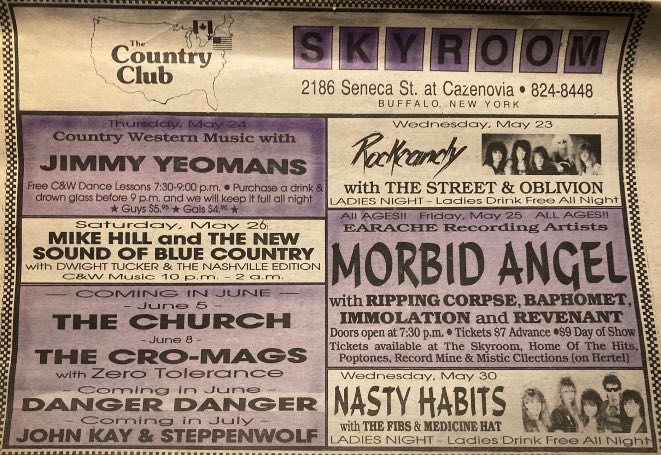 The
Country
Club
SKYROOM
2186 Seneca St. at Cazenovia • 824-8448
BUFFALO, NEW YORK
Thursday, May 24
Country Western Music with
JIMMY YEOMANS
Free C&W Dance Lessons 7:30-9:00 p.m. • Purchase a drink &
drown glass before 9 p.m. and we will keep it full all night
★ Guys $5.95 ★ Gals $4.95 ★
Saturday, May 26
MIKE HILL and THE NEW
SOUND OF BLUE COUNTRY
with DWIGHT TUCKER & THE NASHVILLE EDITION
C&W Music 10 p.m. - 2 a.m.
— COMING IN JUNE —
- June 5 -
THE CHURCH
- June 8 -
THE CRO-MAGS
with Zero Tolerance
- Coming in June -
DANGER DANGER
- Coming in July -
JOHN KAY & STEPPENWOLF
Wednesday, May 23
Rockcandy
with THE STREET & OBLIVION
LADIES NIGHT - Ladies Drink Free All Night
All AGES!! Friday, May 25 ALL AGES!!
EARACHE Recording Artists
MORBID ANGEL
with RIPPING CORPSE, BAPHOMET,
IMMOLATION and REVENANT
Doors open at 7:30 p.m. • Tickets $7 Advance •$9 Day of Show
Tickets available at The Skyroom, Home Of The Hits,
Poptones, Record Mine & Mistic Cllections (on Hertel)
Wednesday, May 30
NASTY HABITS
with THE FIBS & MEDICINE HAT
LADIES NIGHT - Ladies Drink Free All Night